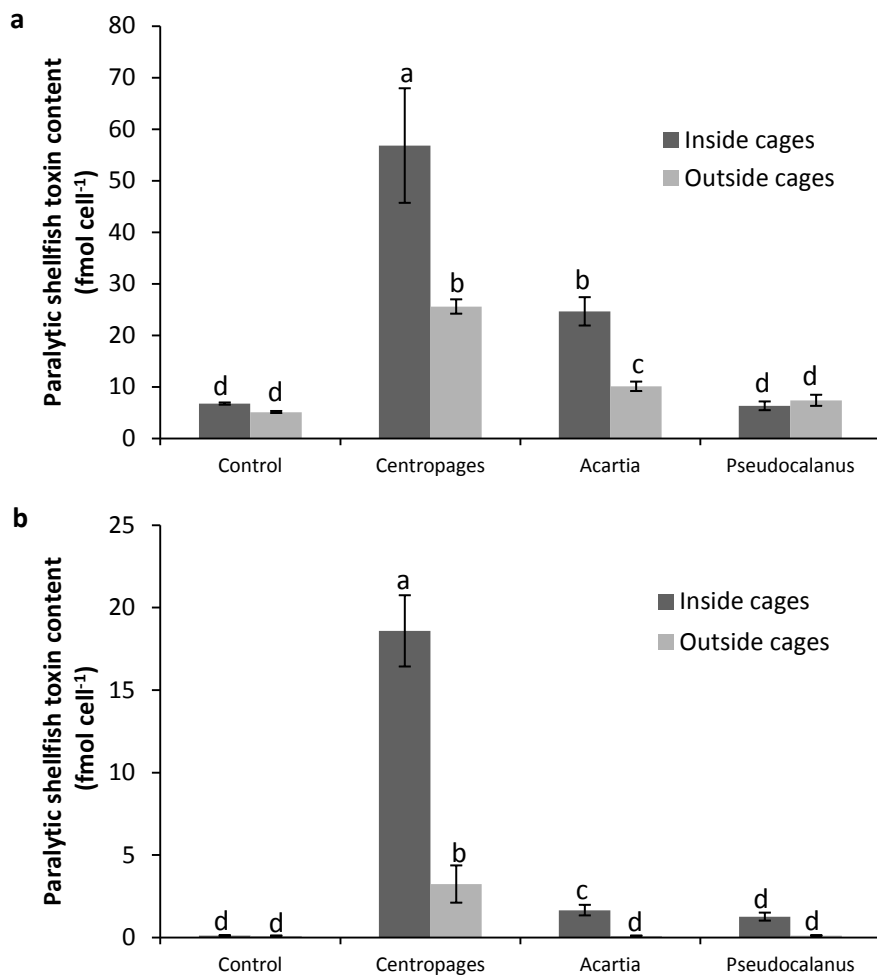 a
Paralytic shellfish toxin content
(fmol cell⁻¹)
80
70
60
50
40
30
20
10
0
a
b
b
c
d
d
d
d
Inside cages
Outside cages
Control
Centropages
Acartia
Pseudocalanus
b
Paralytic shellfish toxin content
(fmol cell⁻¹)
25
20
15
10
5
0
a
b
c
d
d
d
d
d
Inside cages
Outside cages
Control
Centropages
Acartia
Pseudocalanus